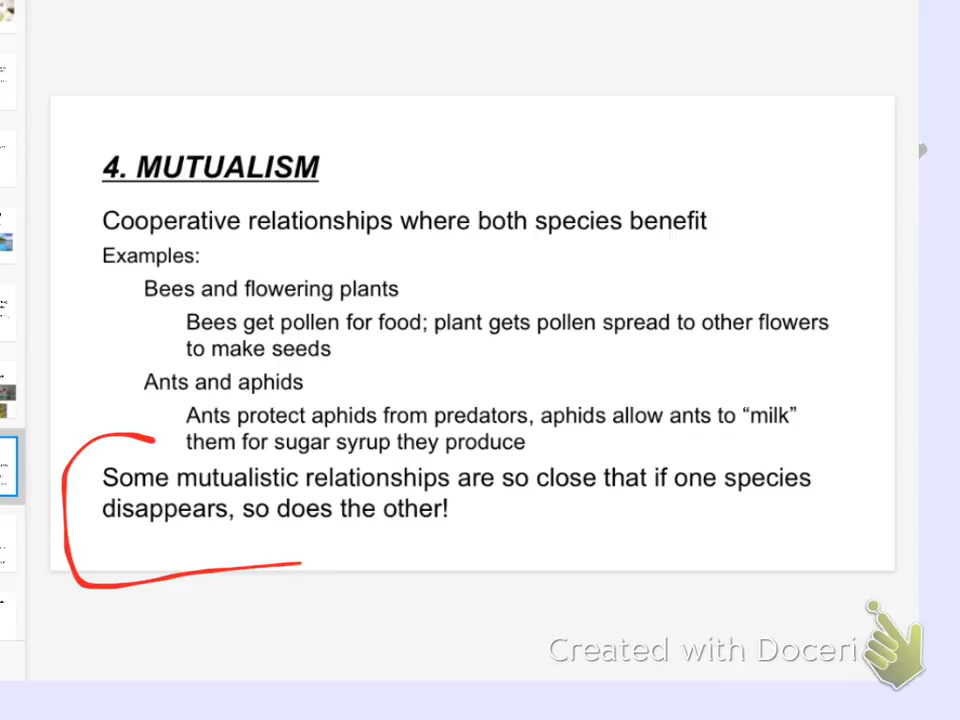 4. MUTUALISM
Cooperative relationships where both species benefit
Examples:
Bees and flowering plants
Bees get pollen for food; plant gets pollen spread to other flowers
to make seeds
Ants and aphids
Ants protect aphids from predators, aphids allow ants to “milk”
them for sugar syrup they produce
Some mutualistic relationships are so close that if one species
disappears, so does the other!
Created with Doceri